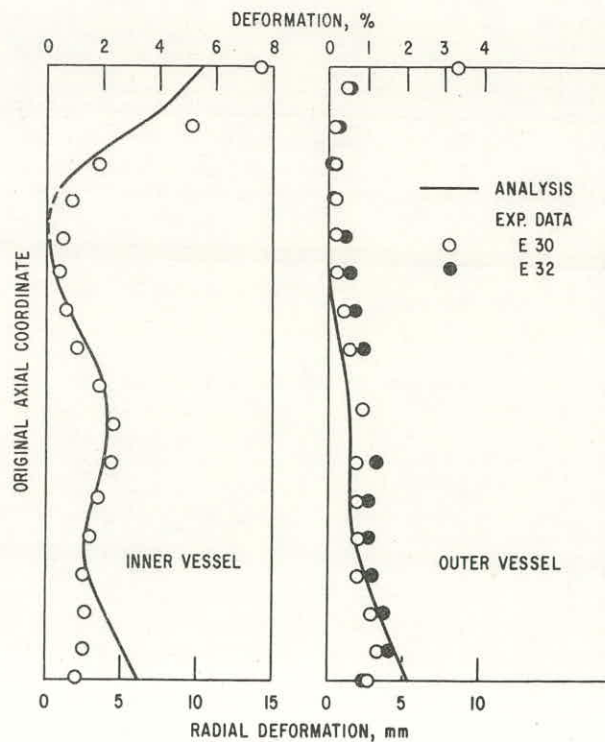 DEFORMATION, %
0 2 4 6 8 0 1 2 3 4
ANALYSIS
EXP. DATA
E 30
E 32
ORIGINAL AXIAL COORDINATE
INNER VESSEL
OUTER VESSEL
0 5 10 15 0 5 10
RADIAL DEFORMATION, mm